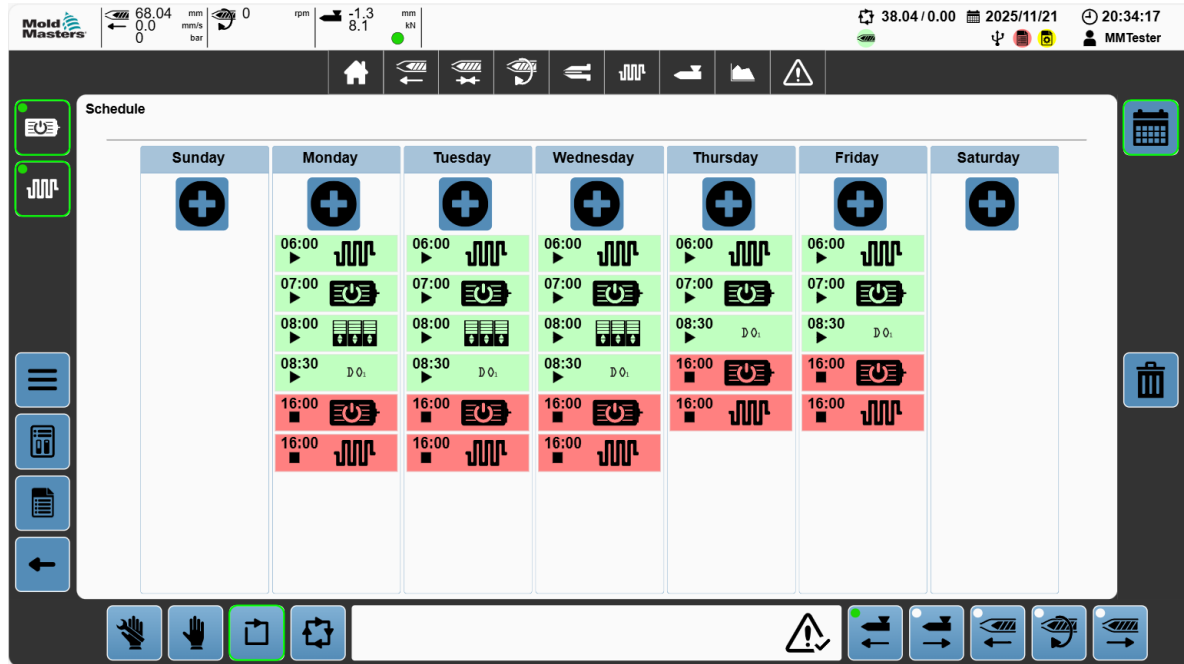 Mold
Masters
68.04 mm
0.0 mm/s
0 bar
0 rpm
-1.3 mm
8.1 kN
38.04 / 0.00
2025/11/21
20:34:17
MMTester
Schedule
Sunday Monday Tuesday Wednesday Thursday Friday Saturday
06:00 06:00 06:00 06:00 06:00
07:00 07:00 07:00 07:00 07:00
08:00 08:00 08:00 08:30 DO₁ 08:30 DO₁
08:30 DO₁ 08:30 DO₁ 08:30 DO₁ 16:00 16:00
16:00 16:00 16:00 16:00 16:00
16:00 16:00 16:00